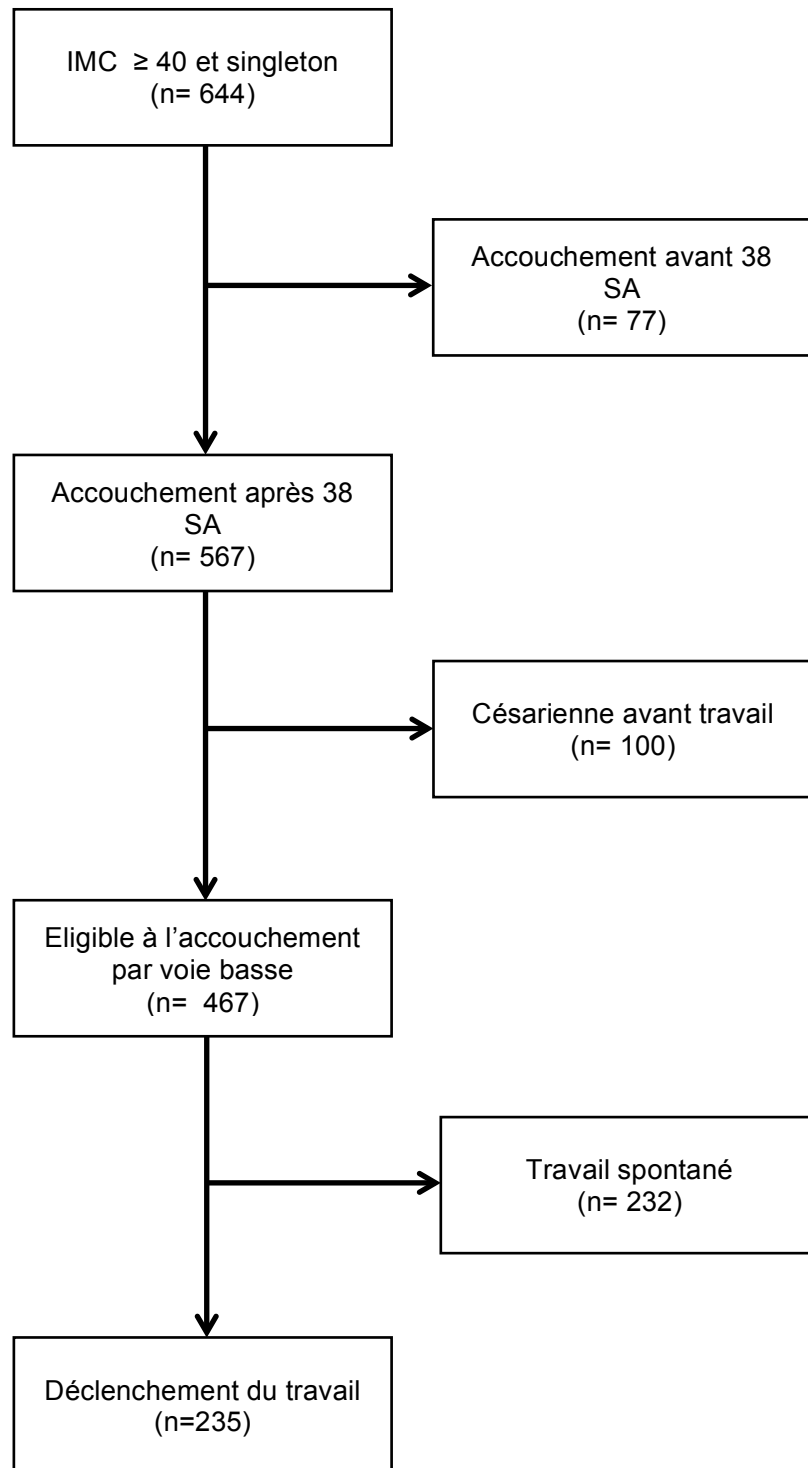 IMC ≥ 40 et singleton
(n= 644)
Accouchement avant 38
SA
(n= 77)
Accouchement après 38
SA
(n= 567)
Césarienne avant travail
(n= 100)
Eligible à l’accouchement
par voie basse
(n= 467)
Travail spontané
(n= 232)
Déclenchement du travail
(n=235)